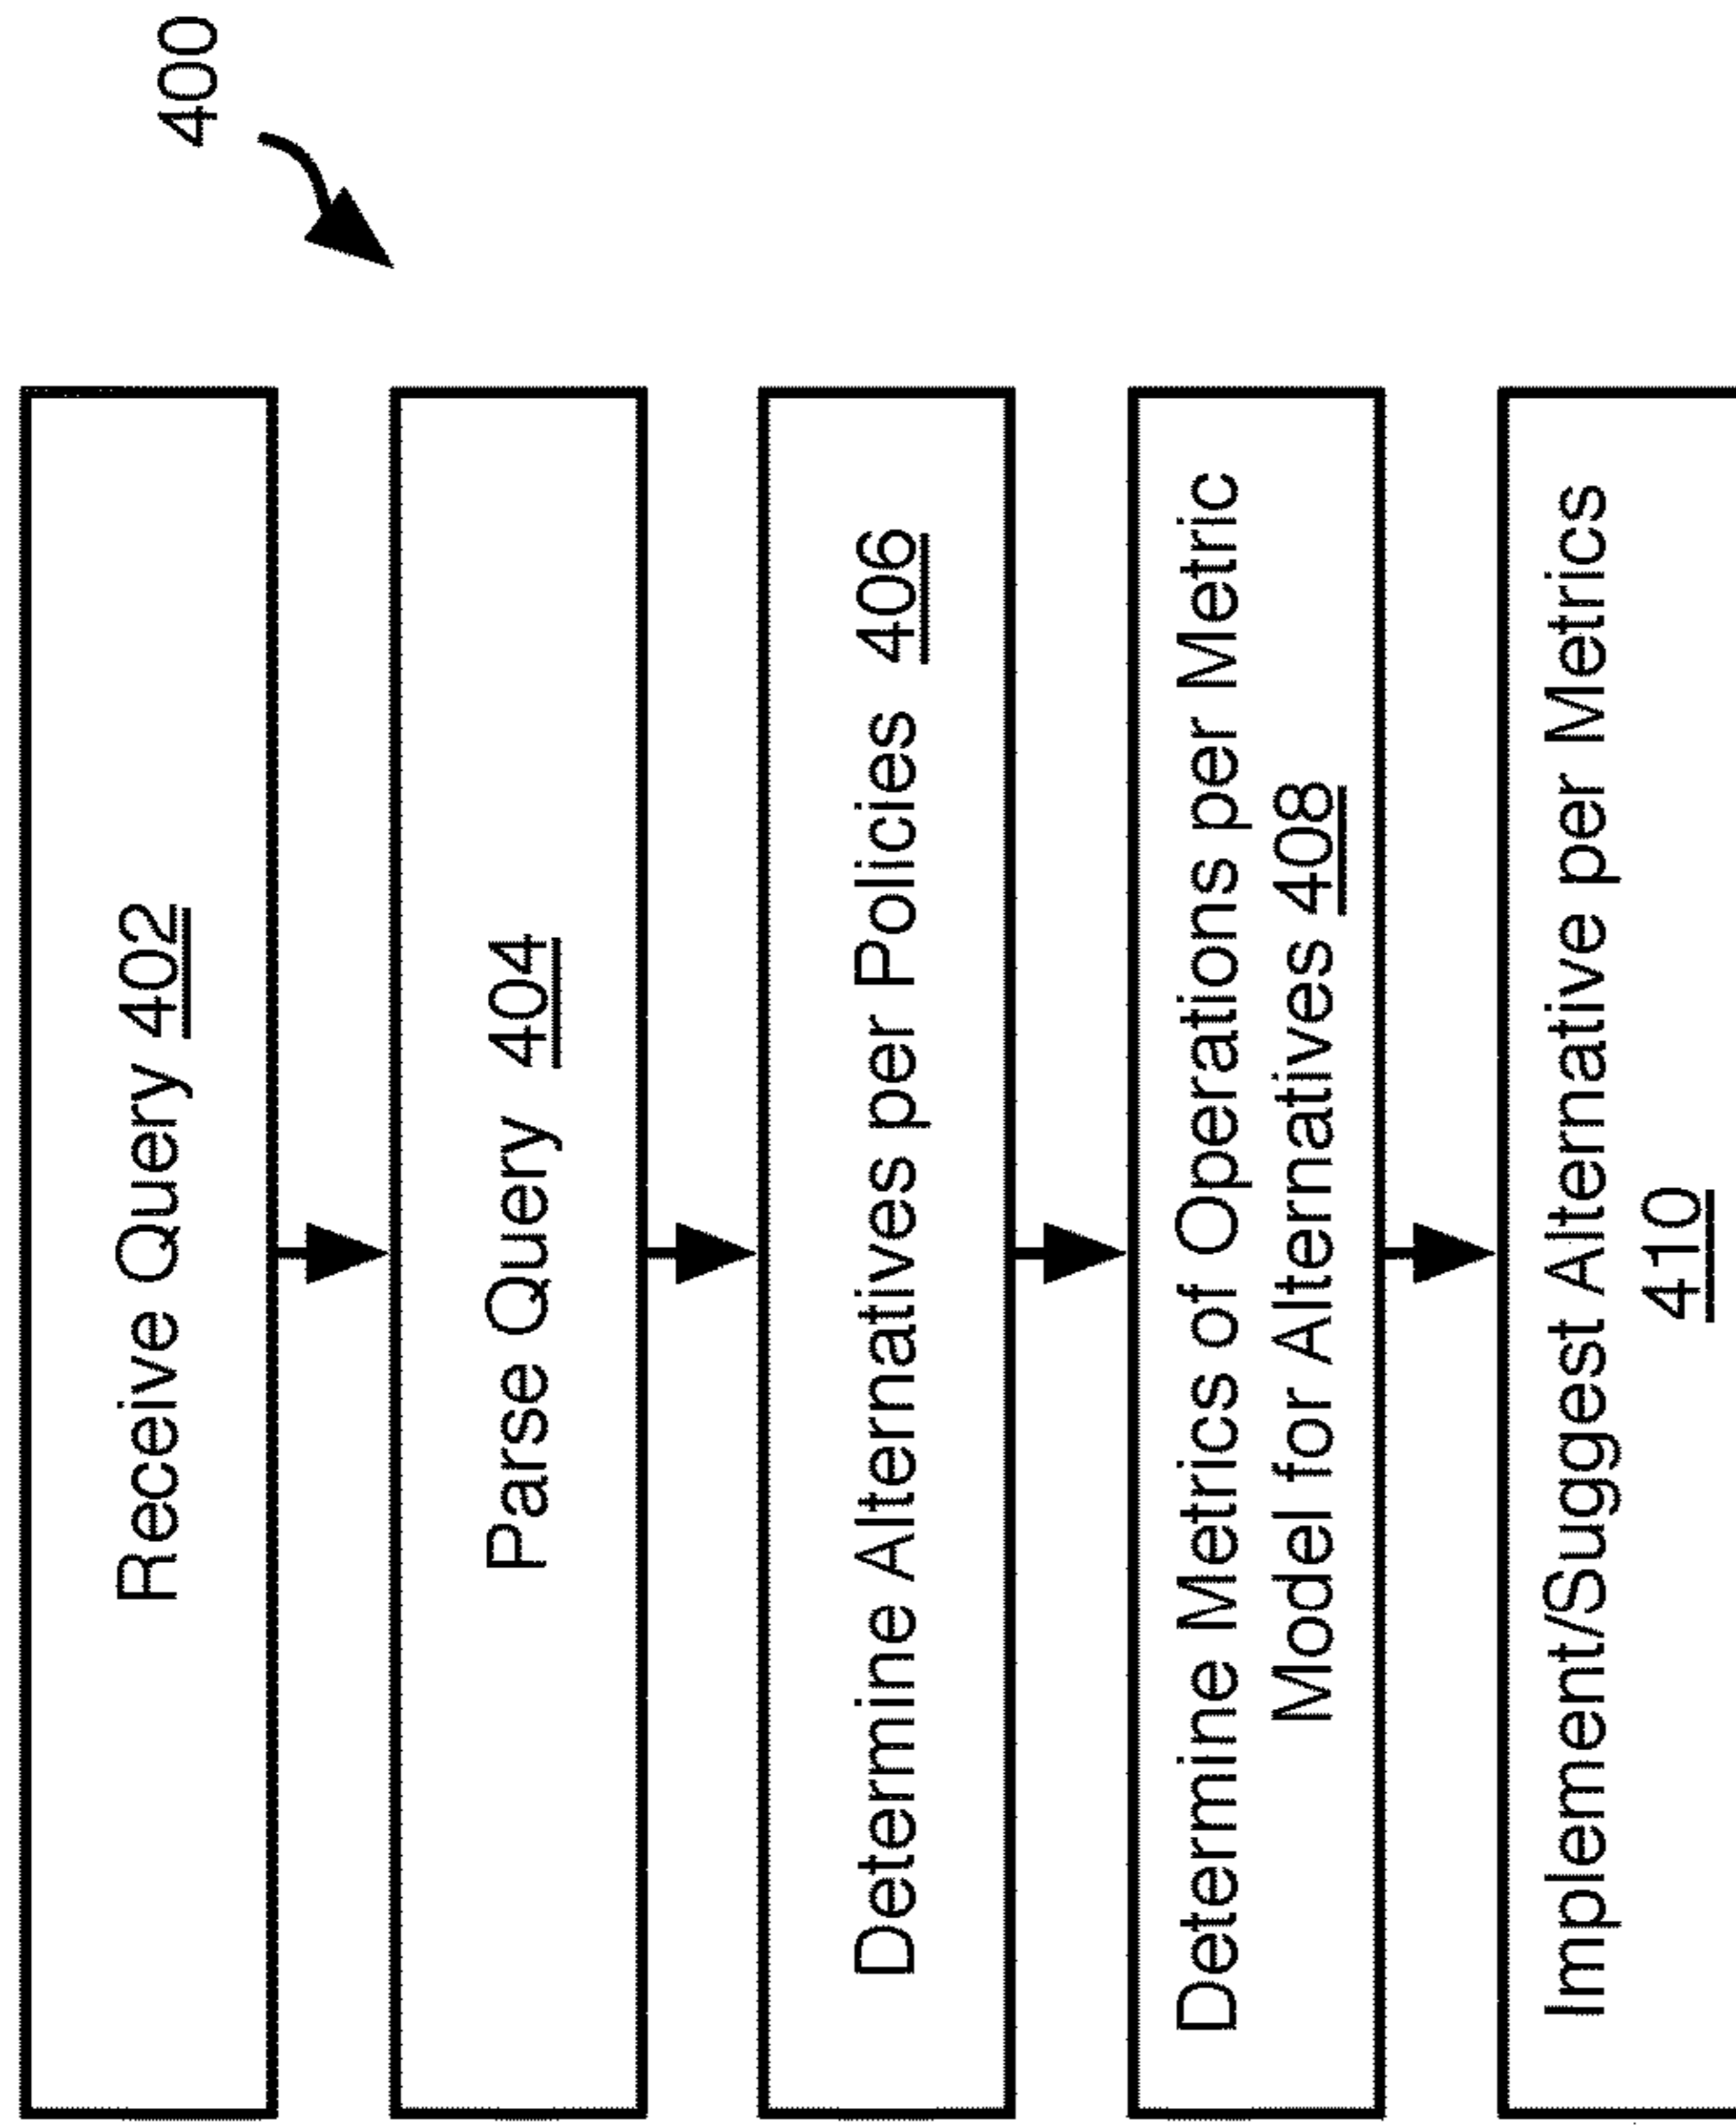 400
Receive Query 402
Parse Query 404
Determine Alternatives per Policies 406
Determine Metrics of Operations per Metric
Model for Alternatives 408
Implement/Suggest Alternative per Metrics
410